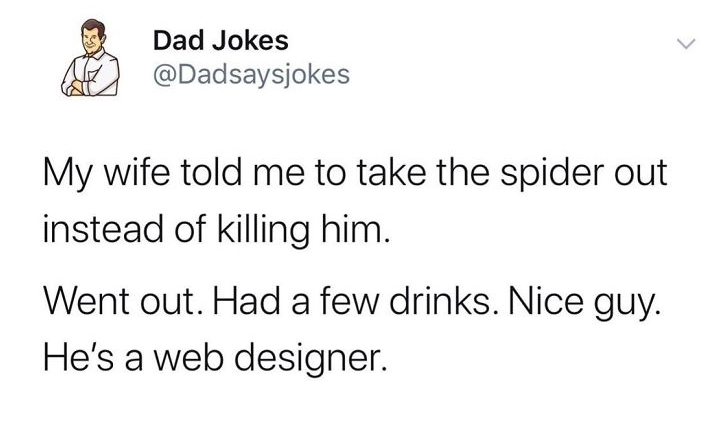 Dad Jokes
@Dadsaysjokes
My wife told me to take the spider out
instead of killing him.
Went out. Had a few drinks. Nice guy.
He's a web designer.